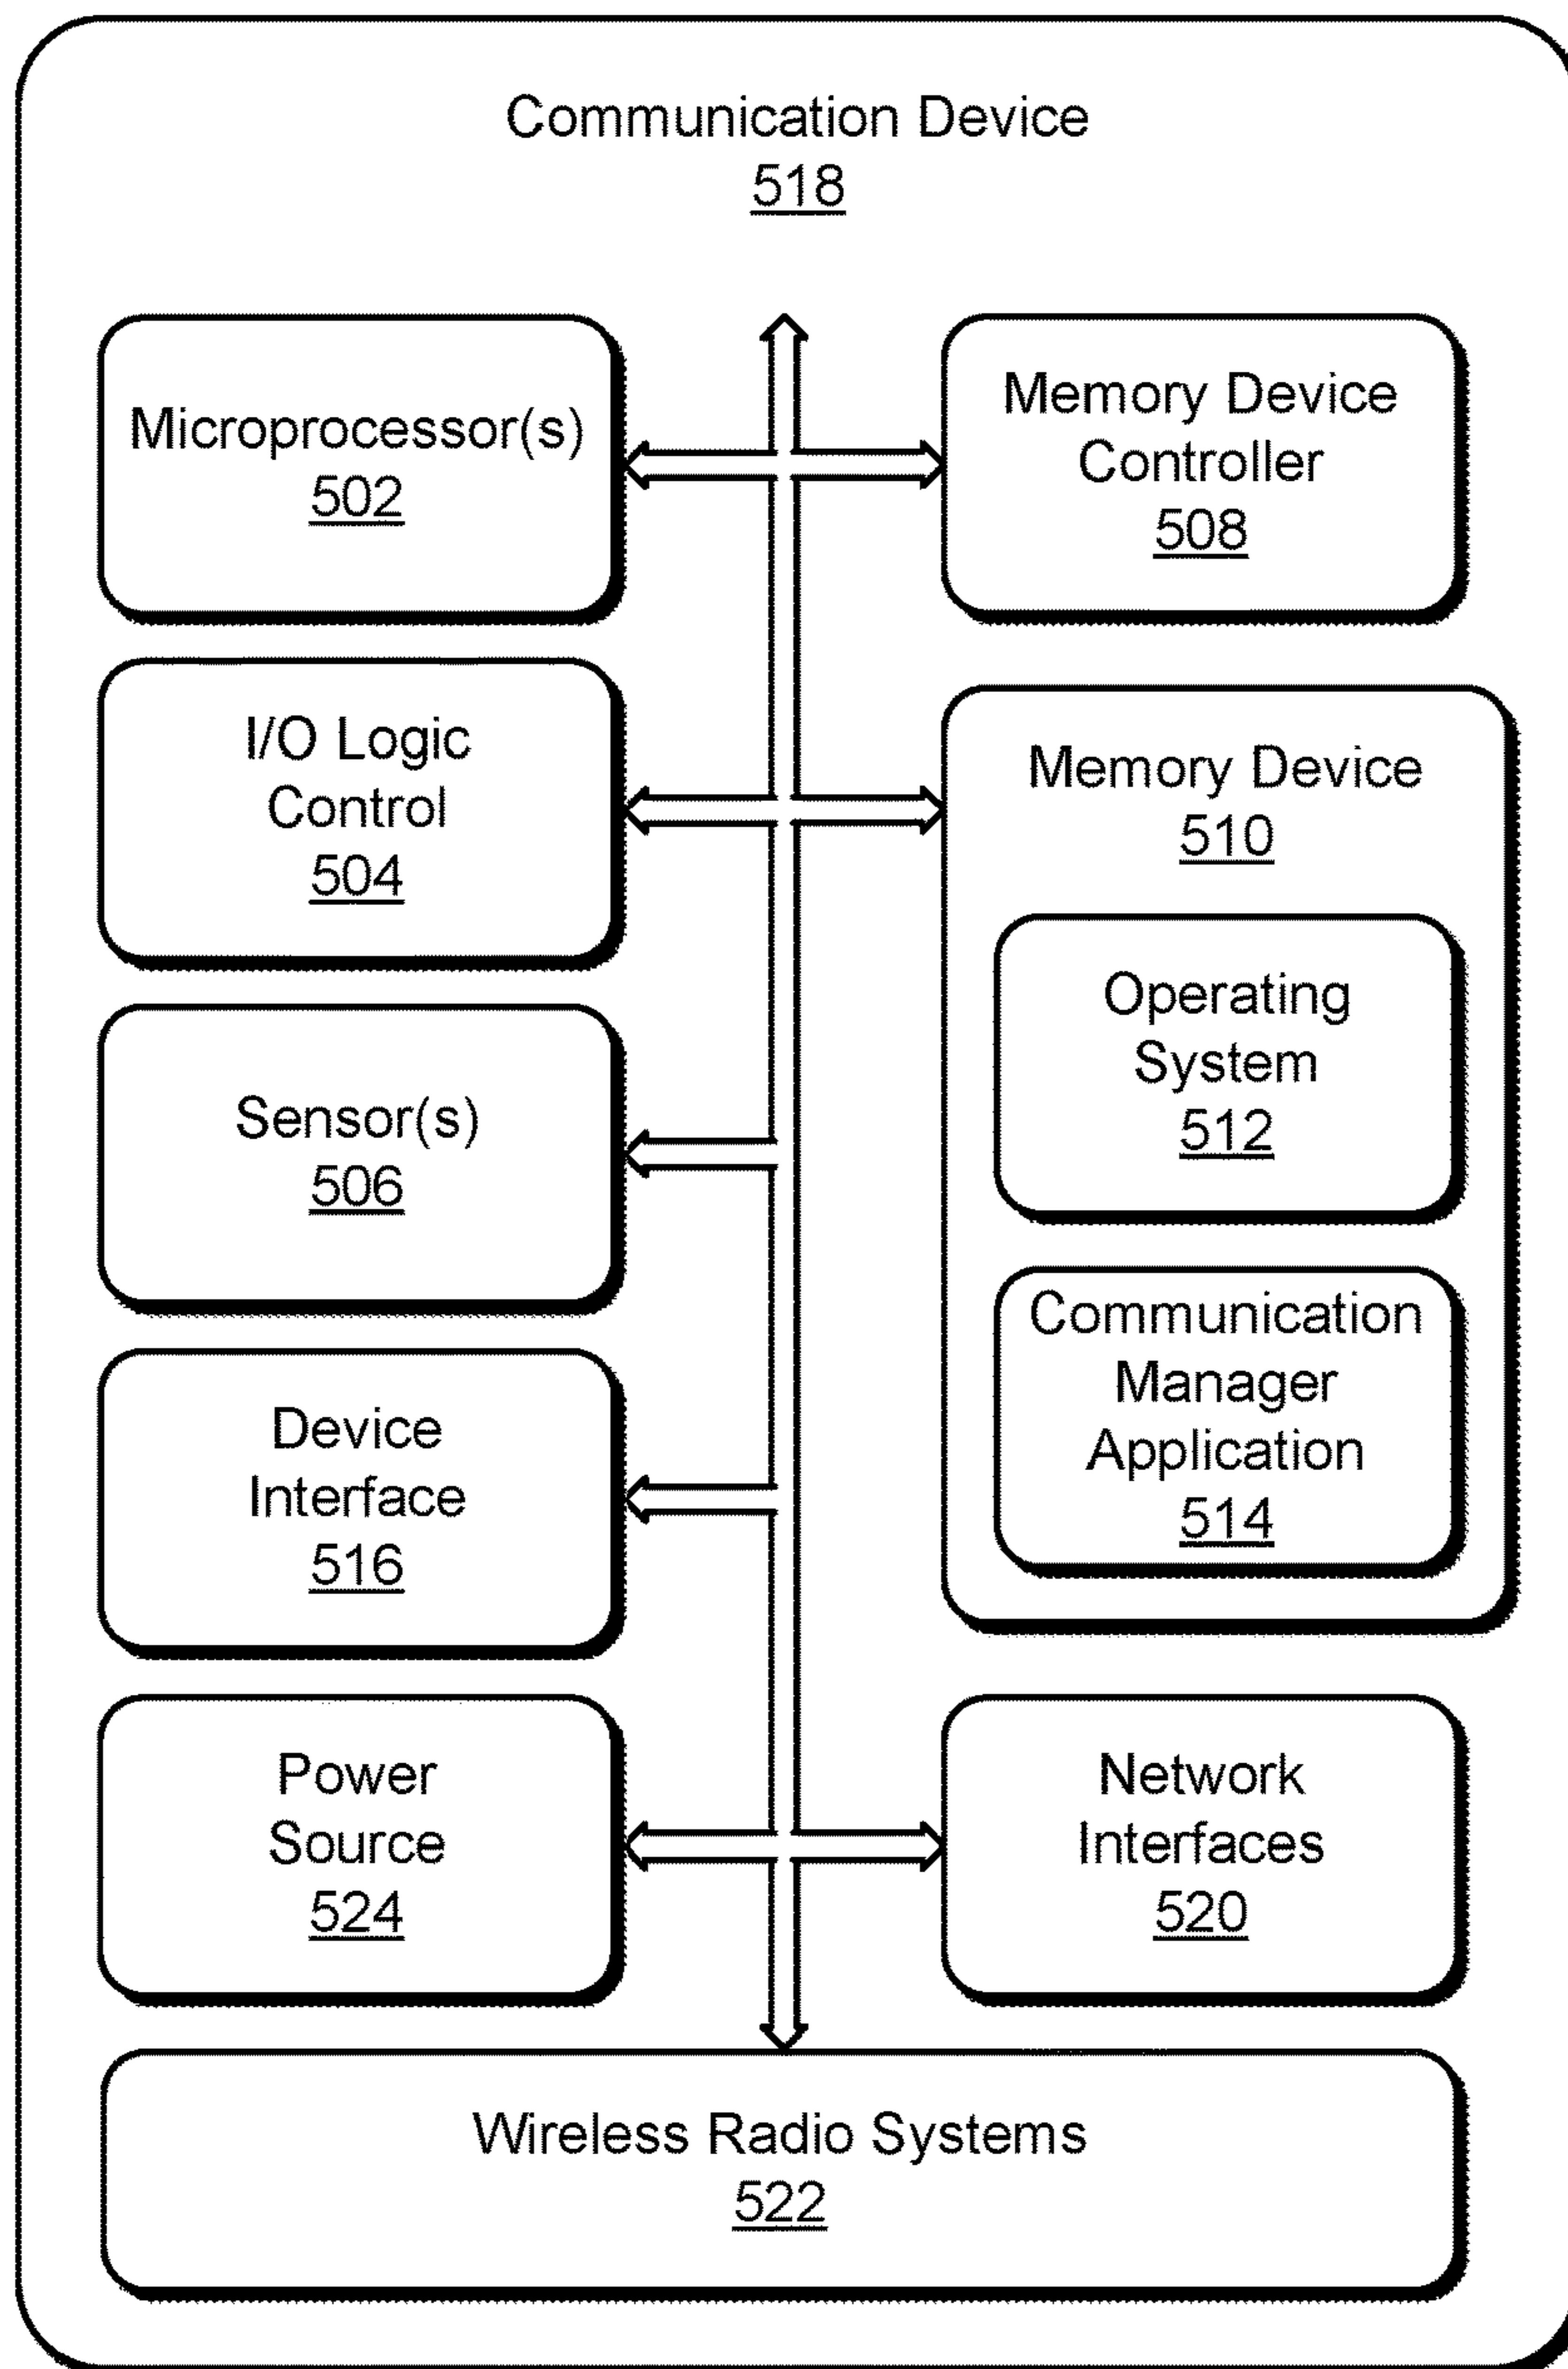 Communication Device
518
Microprocessor(s)
502
Memory Device
Controller
508
I/O Logic
Control
504
Memory Device
510
Operating
System
512
Sensor(s)
506
Communication
Manager
Application
514
Device
Interface
516
Power
Source
524
Network
Interfaces
520
Wireless Radio Systems
522